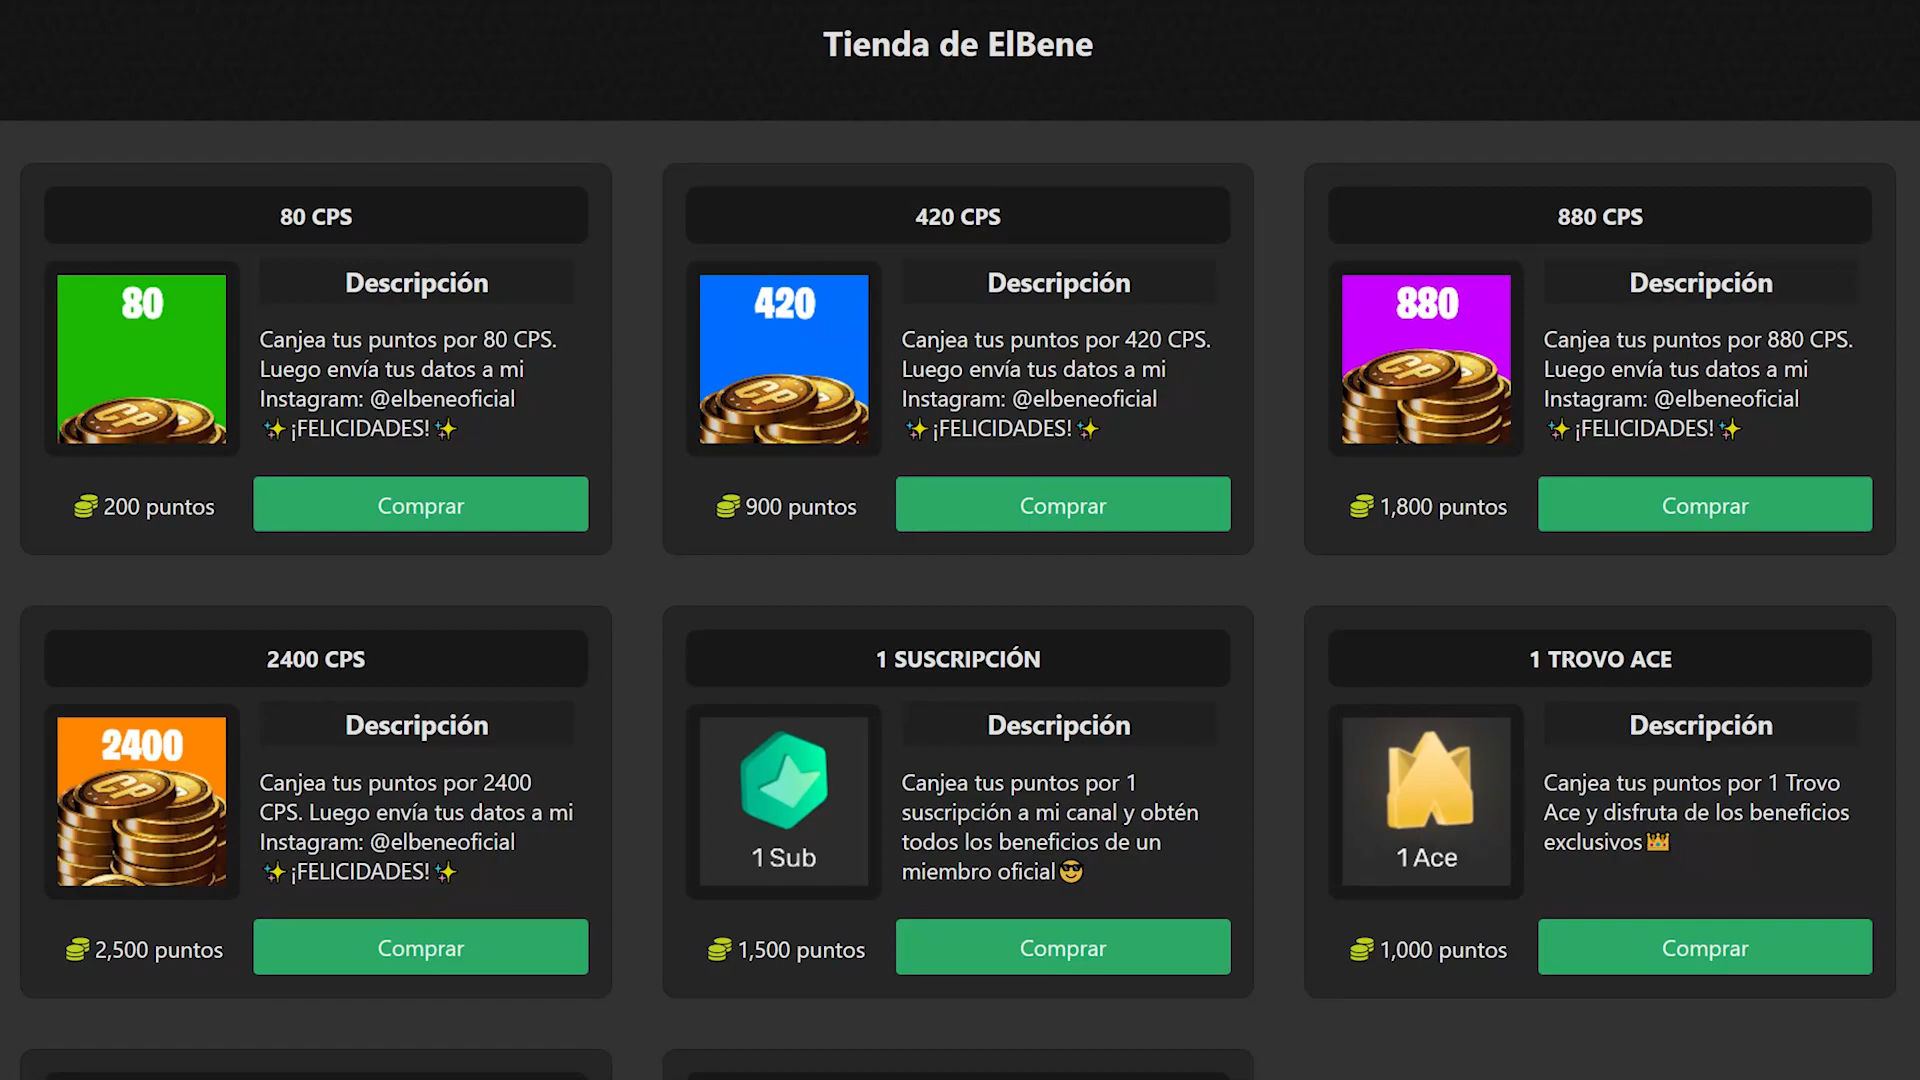 Tienda de ElBene
80 CPS
80
CP
Descripción
Canjea tus puntos por 80 CPS.
Luego envía tus datos a mi
Instagram: @elbeneoficial
✨¡FELICIDADES!✨
200 puntos
Comprar
420 CPS
420
CP
Descripción
Canjea tus puntos por 420 CPS.
Luego envía tus datos a mi
Instagram: @elbeneoficial
✨¡FELICIDADES!✨
900 puntos
Comprar
880 CPS
880
CP
Descripción
Canjea tus puntos por 880 CPS.
Luego envía tus datos a mi
Instagram: @elbeneoficial
✨¡FELICIDADES!✨
1,800 puntos
Comprar
2400 CPS
2400
CP
Descripción
Canjea tus puntos por 2400
CPS. Luego envía tus datos a mi
Instagram: @elbeneoficial
✨¡FELICIDADES!✨
2,500 puntos
Comprar
1 SUSCRIPCIÓN
1 Sub
Descripción
Canjea tus puntos por 1
suscripción a mi canal y obtén
todos los beneficios de un
miembro oficial😎
1,500 puntos
Comprar
1 TROVO ACE
1 Ace
Descripción
Canjea tus puntos por 1 Trovo
Ace y disfruta de los beneficios
exclusivos👑
1,000 puntos
Comprar